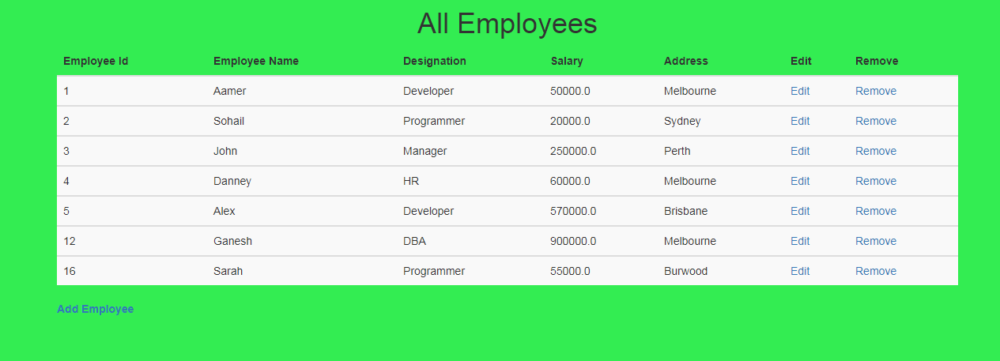 All Employees
Employee Id Employee Name Designation Salary Address Edit Remove
1 Aamer Developer 50000.0 Melbourne Edit Remove
2 Sohail Programmer 20000.0 Sydney Edit Remove
3 John Manager 250000.0 Perth Edit Remove
4 Danney HR 60000.0 Melbourne Edit Remove
5 Alex Developer 570000.0 Brisbane Edit Remove
12 Ganesh DBA 900000.0 Melbourne Edit Remove
16 Sarah Programmer 55000.0 Burwood Edit Remove
Add Employee